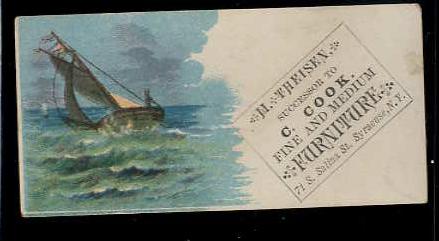 H. THEISEN,
SUCCESSOR TO
C. COOK,
FINE AND MEDIUM
FURNITURE,
71 S. Salina St. Syracuse, N.Y.